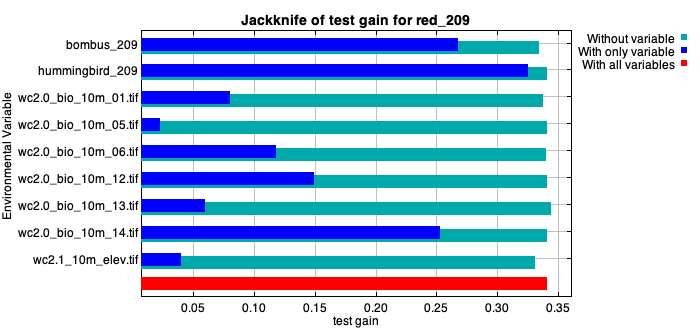 Jackknife of test gain for red_209
Environmental Variable
bombus_209
hummingbird_209
wc2.0_bio_10m_01.tif
wc2.0_bio_10m_05.tif
wc2.0_bio_10m_06.tif
wc2.0_bio_10m_12.tif
wc2.0_bio_10m_13.tif
wc2.0_bio_10m_14.tif
wc2.1_10m_elev.tif
0.05 0.10 0.15 0.20 0.25 0.30 0.35
test gain
Without variable
With only variable
With all variables